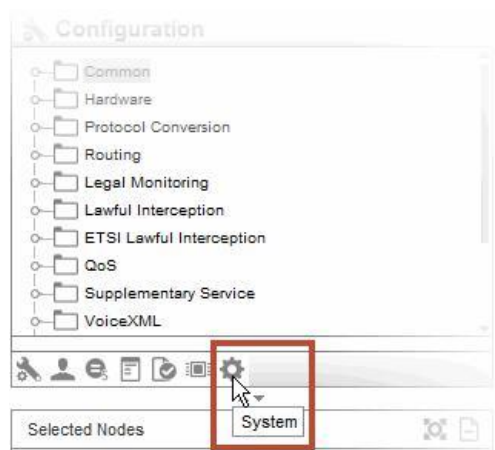 Configuration
Common
Hardware
Protocol Conversion
Routing
Legal Monitoring
Lawful Interception
ETSI Lawful Interception
QoS
Supplementary Service
VoiceXML
System
Selected Nodes